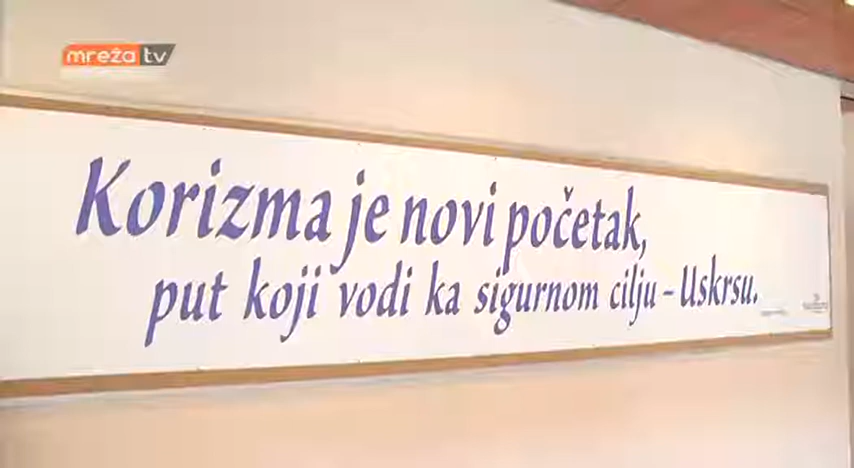 mreža tv
Korizma je novi početak,
put koji vodi ka sigurnom cilju – Uskrsu.